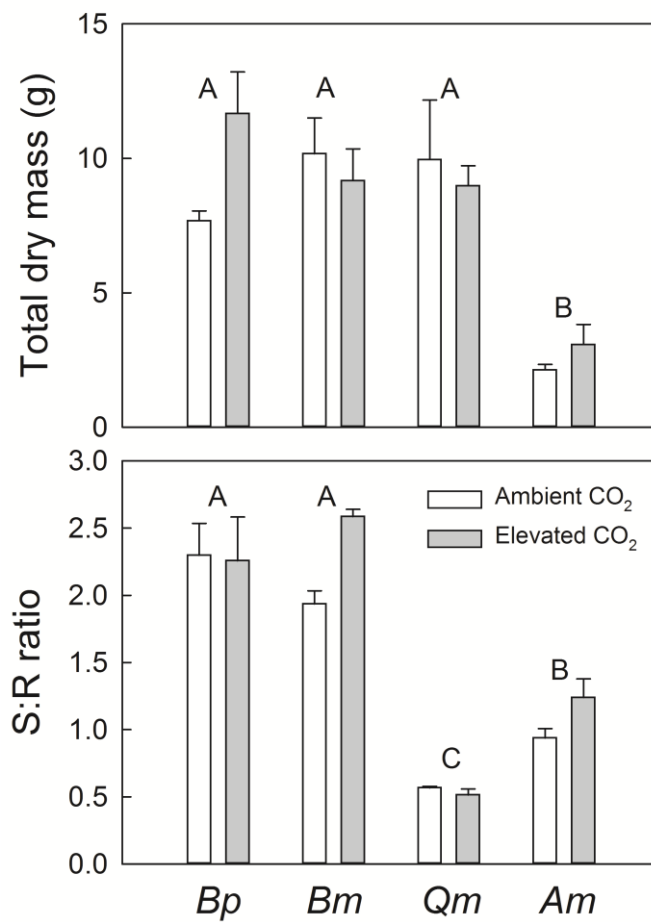 Total dry mass (g)
15
10
5
0
A
A
A
B
S:R ratio
3.0
2.5
2.0
1.5
1.0
0.5
0.0
A
A
C
B
Ambient CO₂
Elevated CO₂
Bp Bm Qm Am